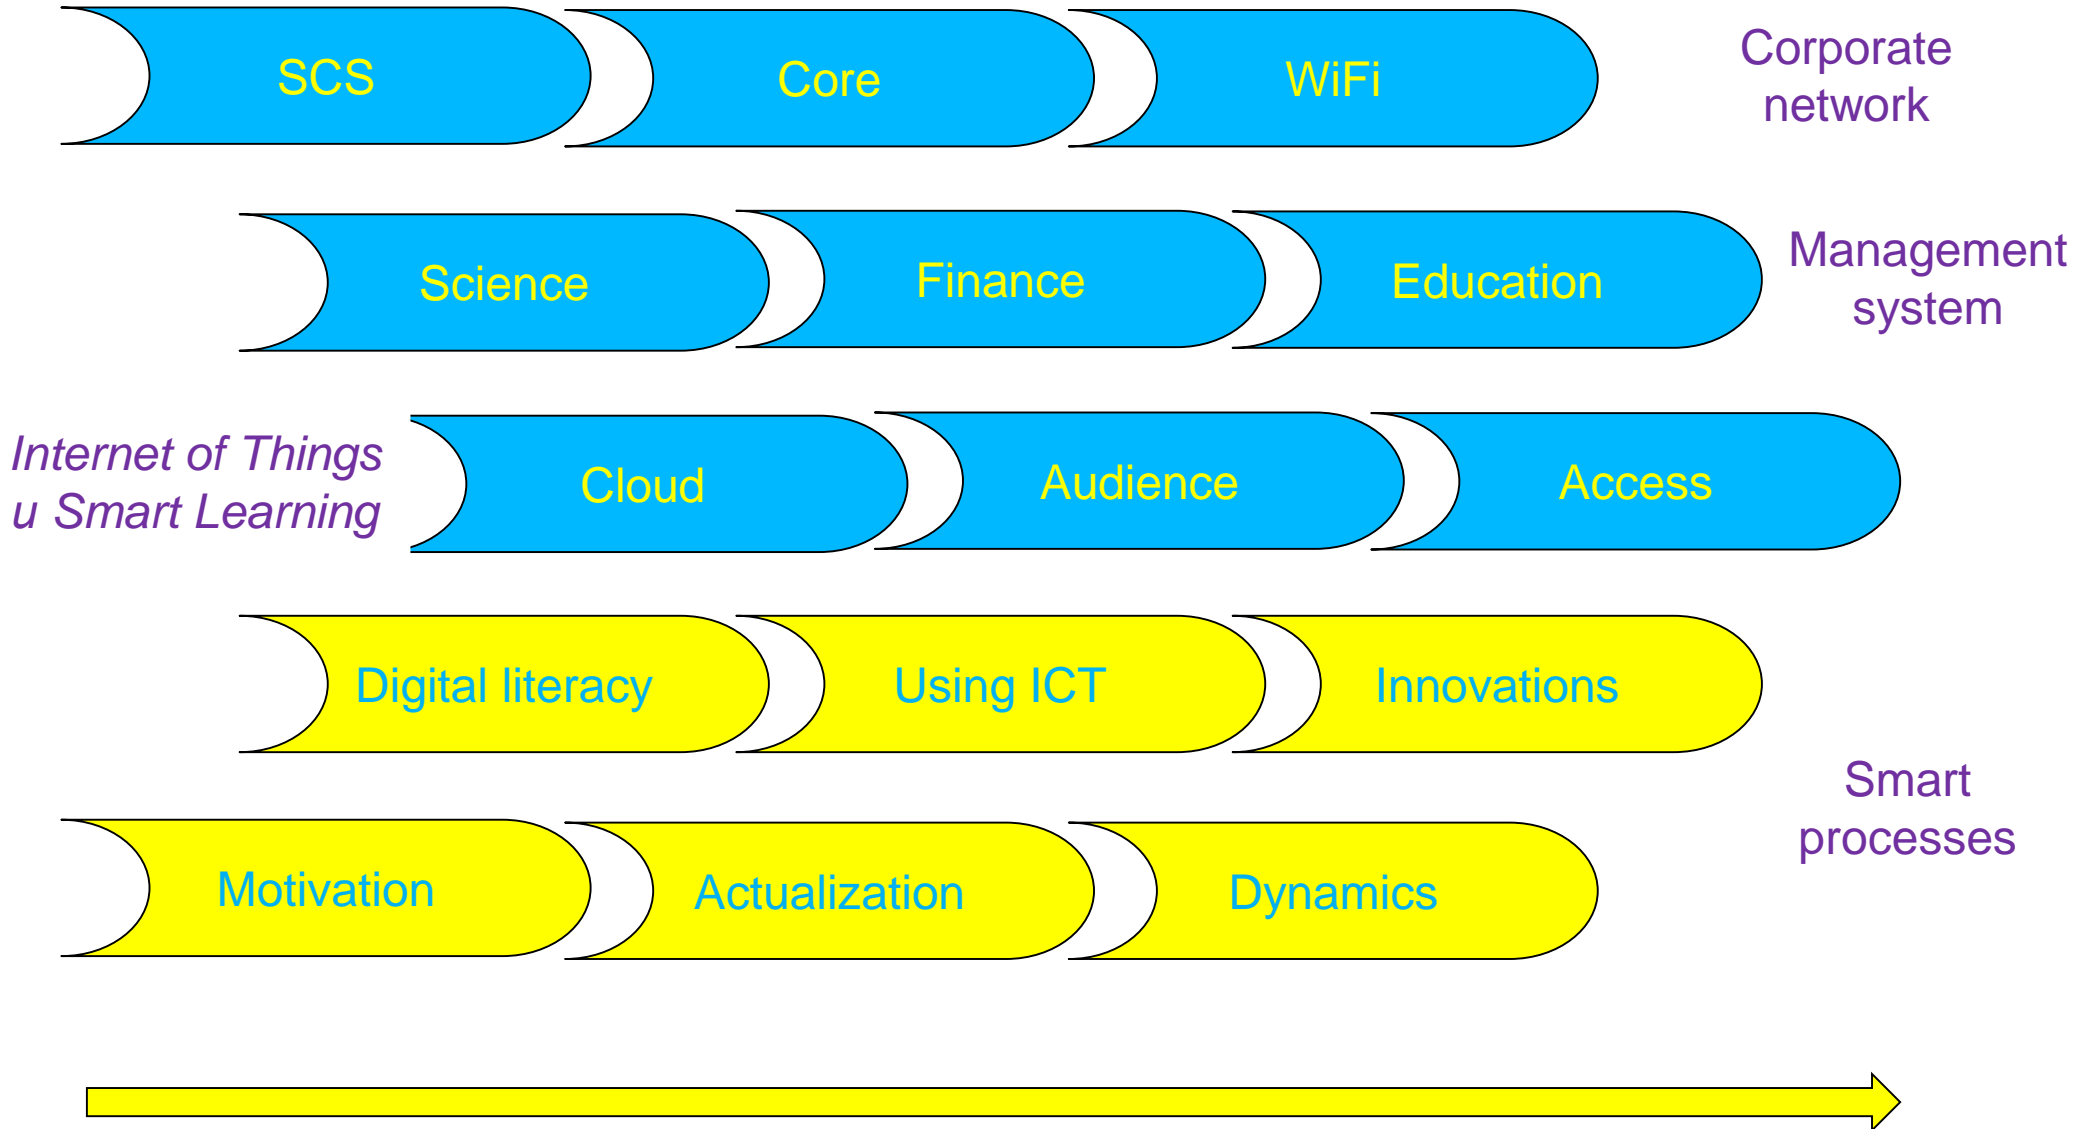 SCS
Core
WiFi
Corporate
network
Science
Finance
Education
Management
system
Internet of Things
u Smart Learning
Cloud
Audience
Access
Digital literacy
Using ICT
Innovations
Smart
processes
Motivation
Actualization
Dynamics